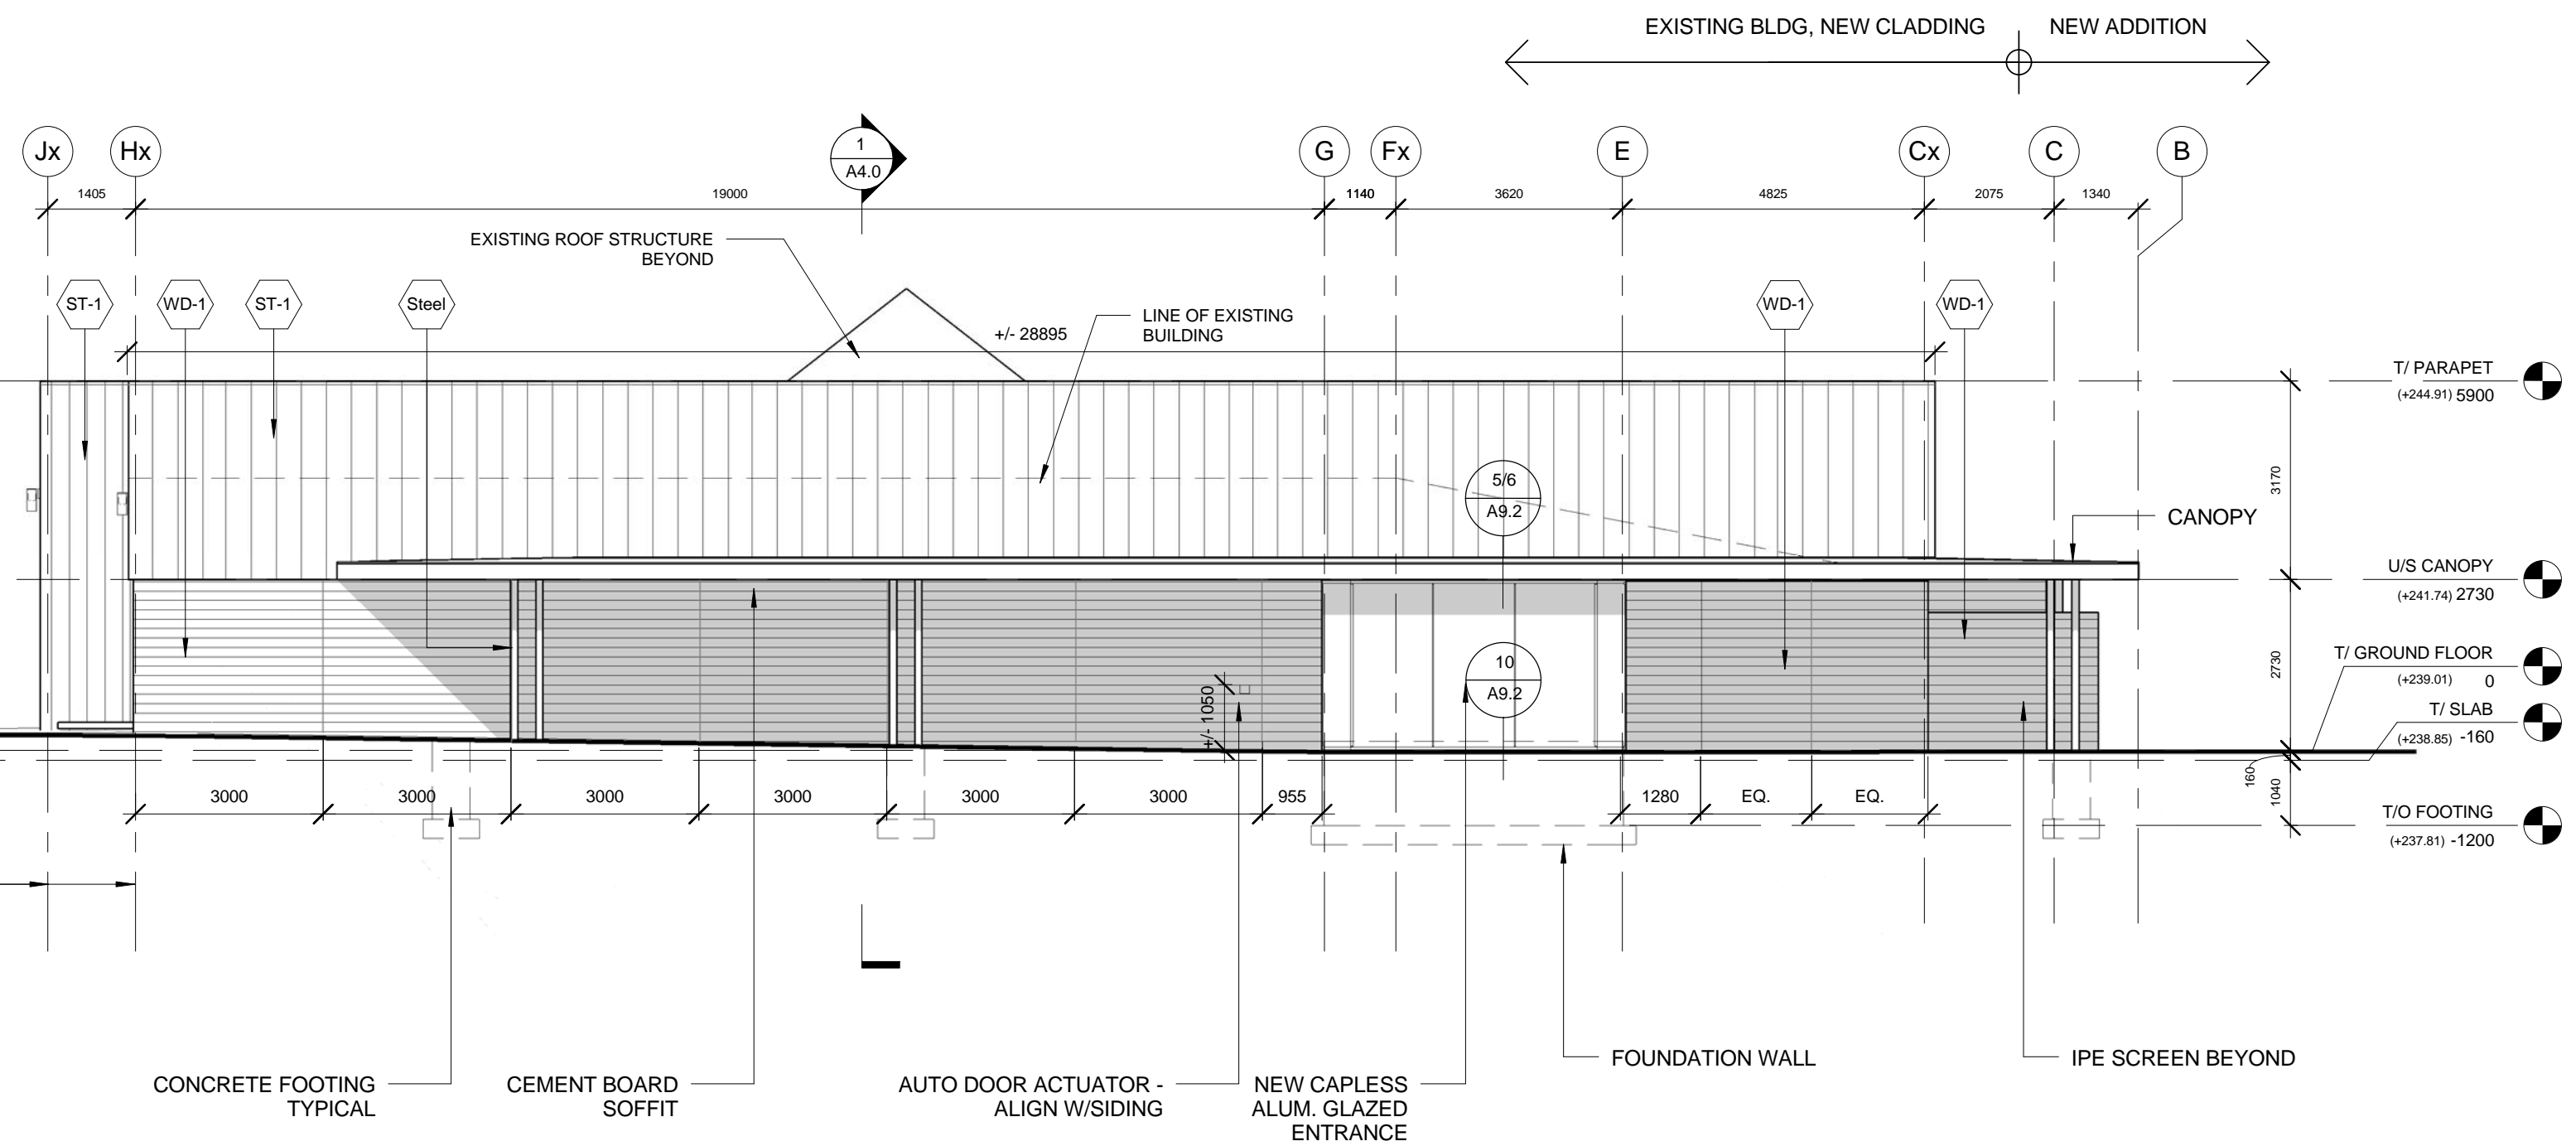 EXISTING BLDG, NEW CLADDING
NEW ADDITION
Jx
Hx
1
A4.0
G
Fx
E
Cx
C
B
1405
19000
1140
3620
4825
2075
1340
EXISTING ROOF STRUCTURE
BEYOND
ST-1
WD-1
ST-1
Steel
LINE OF EXISTING
BUILDING
+/- 28895
WD-1
WD-1
T/ PARAPET
(+244.91) 5900
3170
5/6
A9.2
CANOPY
U/S CANOPY
(+241.74) 2730
2730
T/ GROUND FLOOR
(+239.01) 0
10
A9.2
+/- 1050
T/ SLAB
(+238.85) -160
160
1040
3000
3000
3000
3000
3000
3000
955
1280
EQ.
EQ.
T/O FOOTING
(+237.81) -1200
CONCRETE FOOTING
TYPICAL
CEMENT BOARD
SOFFIT
AUTO DOOR ACTUATOR -
ALIGN W/SIDING
NEW CAPLESS
ALUM. GLAZED
ENTRANCE
FOUNDATION WALL
IPE SCREEN BEYOND